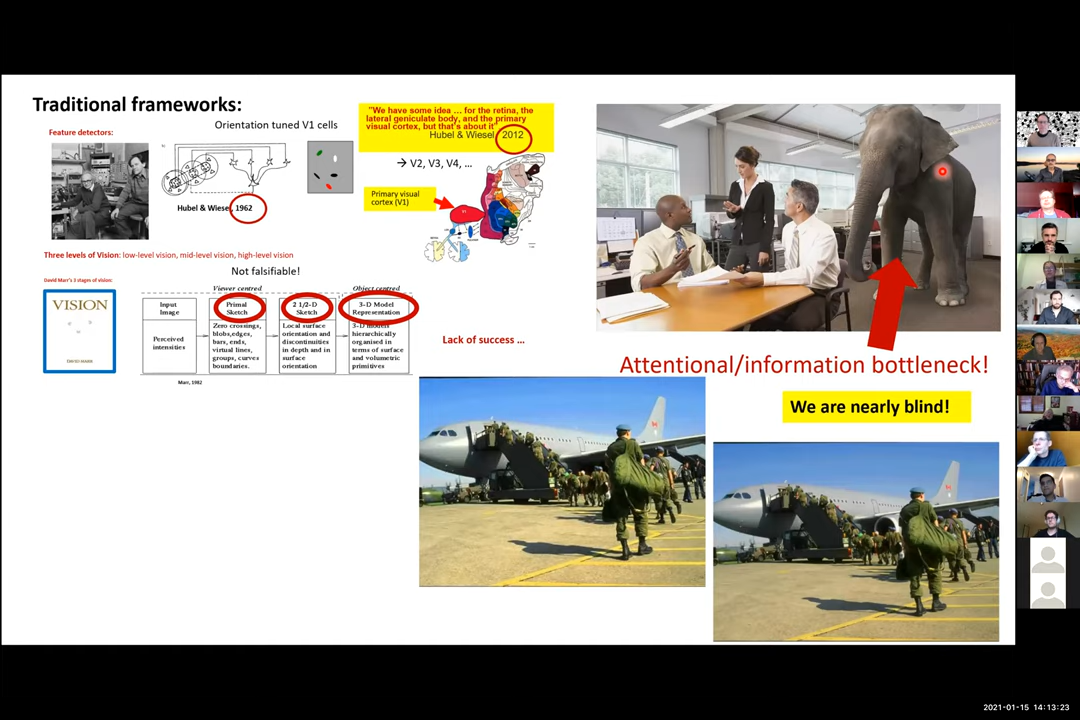 Traditional frameworks:
Feature detectors:
Orientation tuned V1 cells
Hubel & Wiesel, 1962
"We have some idea ... for the retina, the
lateral geniculate body, and the primary
visual cortex, but that's about it"
Hubel & Wiesel, 2012
→ V2, V3, V4, ...
Primary visual
cortex (V1)
V1
Three levels of Vision: low-level vision, mid-level vision, high-level vision
Not falsifiable!
David Marr's 3 stages of vision:
VISION
DAVID MARR
Viewer centred
Object centred
Input
Image
Primal
Sketch
2 1/2-D
Sketch
3-D Model
Representation
Perceived
intensities
Zero crossings,
blobs,edges,
bars, ends,
virtual lines,
groups, curves
boundaries.
Local surface
orientation and
discontinuities
in depth and in
surface
orientation
3-D models
hierarchically
organised in
terms of surface
and volumetric
primitives
Marr, 1982
Lack of success ...
Attentional/information bottleneck!
We are nearly blind!
2021-01-15 14:13:23